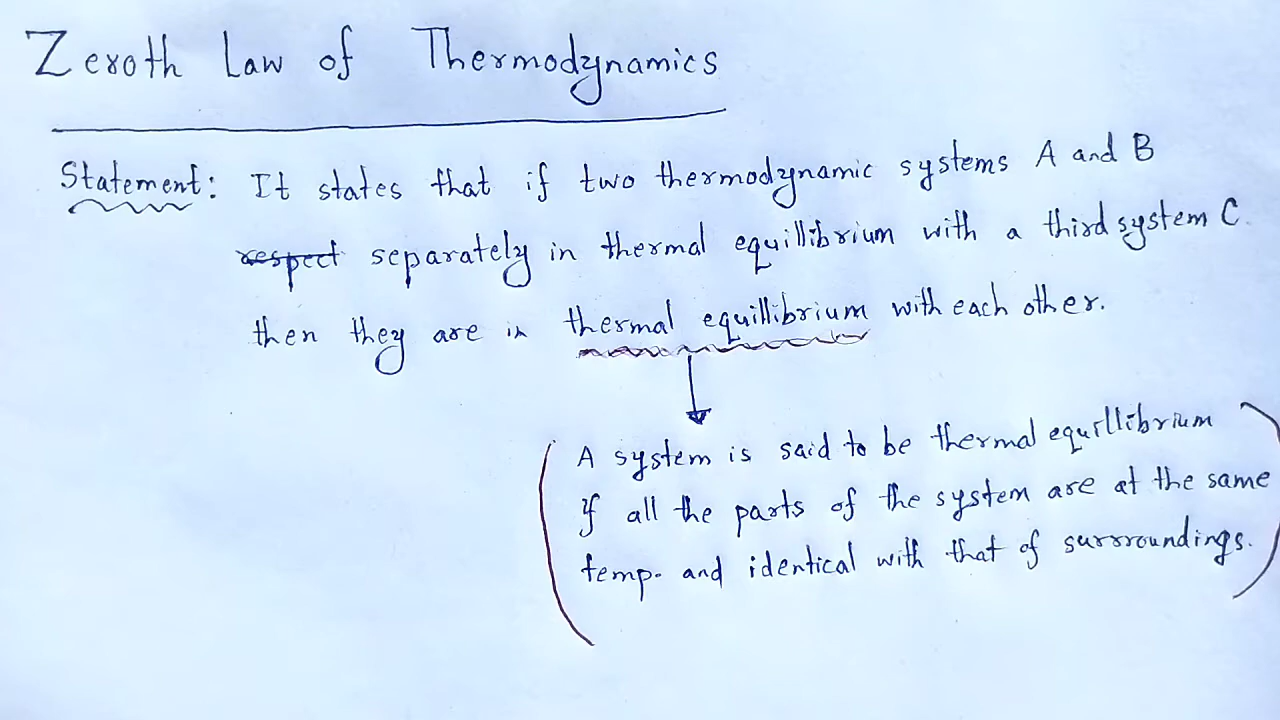 Zeroth Law of Thermodynamics
Statement: It states that if two thermodynamic systems A and B
respect separately in thermal equillibrium with a third system C.
then they are in thermal equillibrium with each other.
A system is said to be thermal equillibrium
if all the parts of the system are at the same
temp. and identical with that of surrroundings.